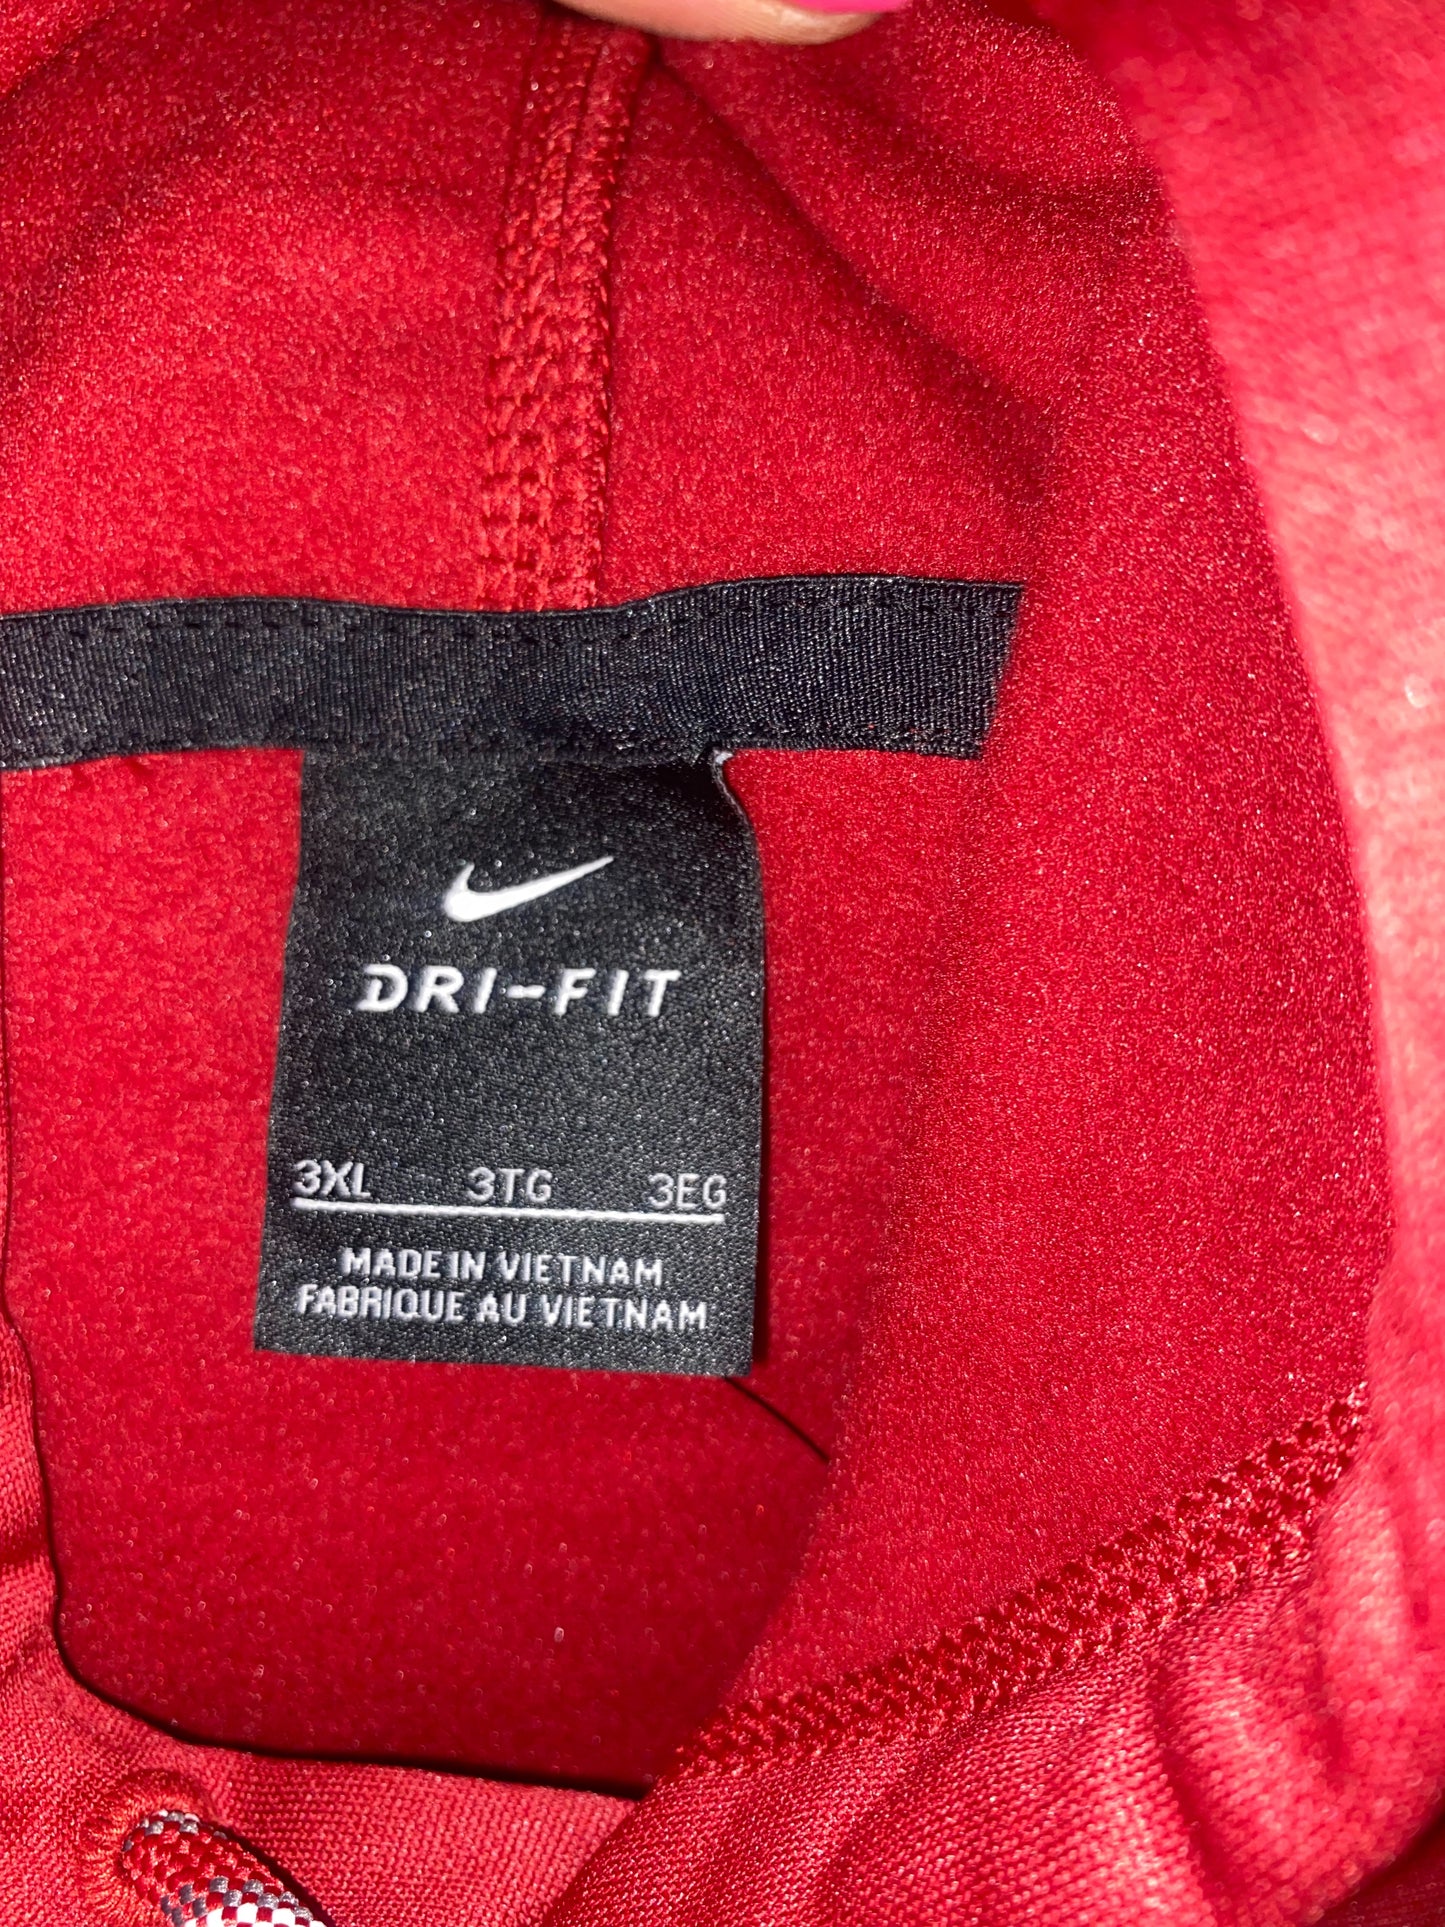 DRI-FIT
3XL 3TG 3EG
MADE IN VIETNAM
FABRIQUE AU VIETNAM